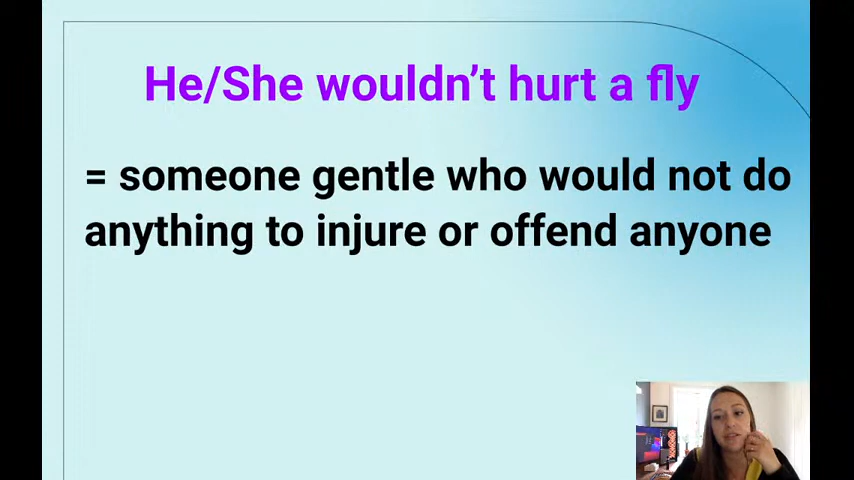 He/She wouldn't hurt a fly
= someone gentle who would not do
anything to injure or offend anyone